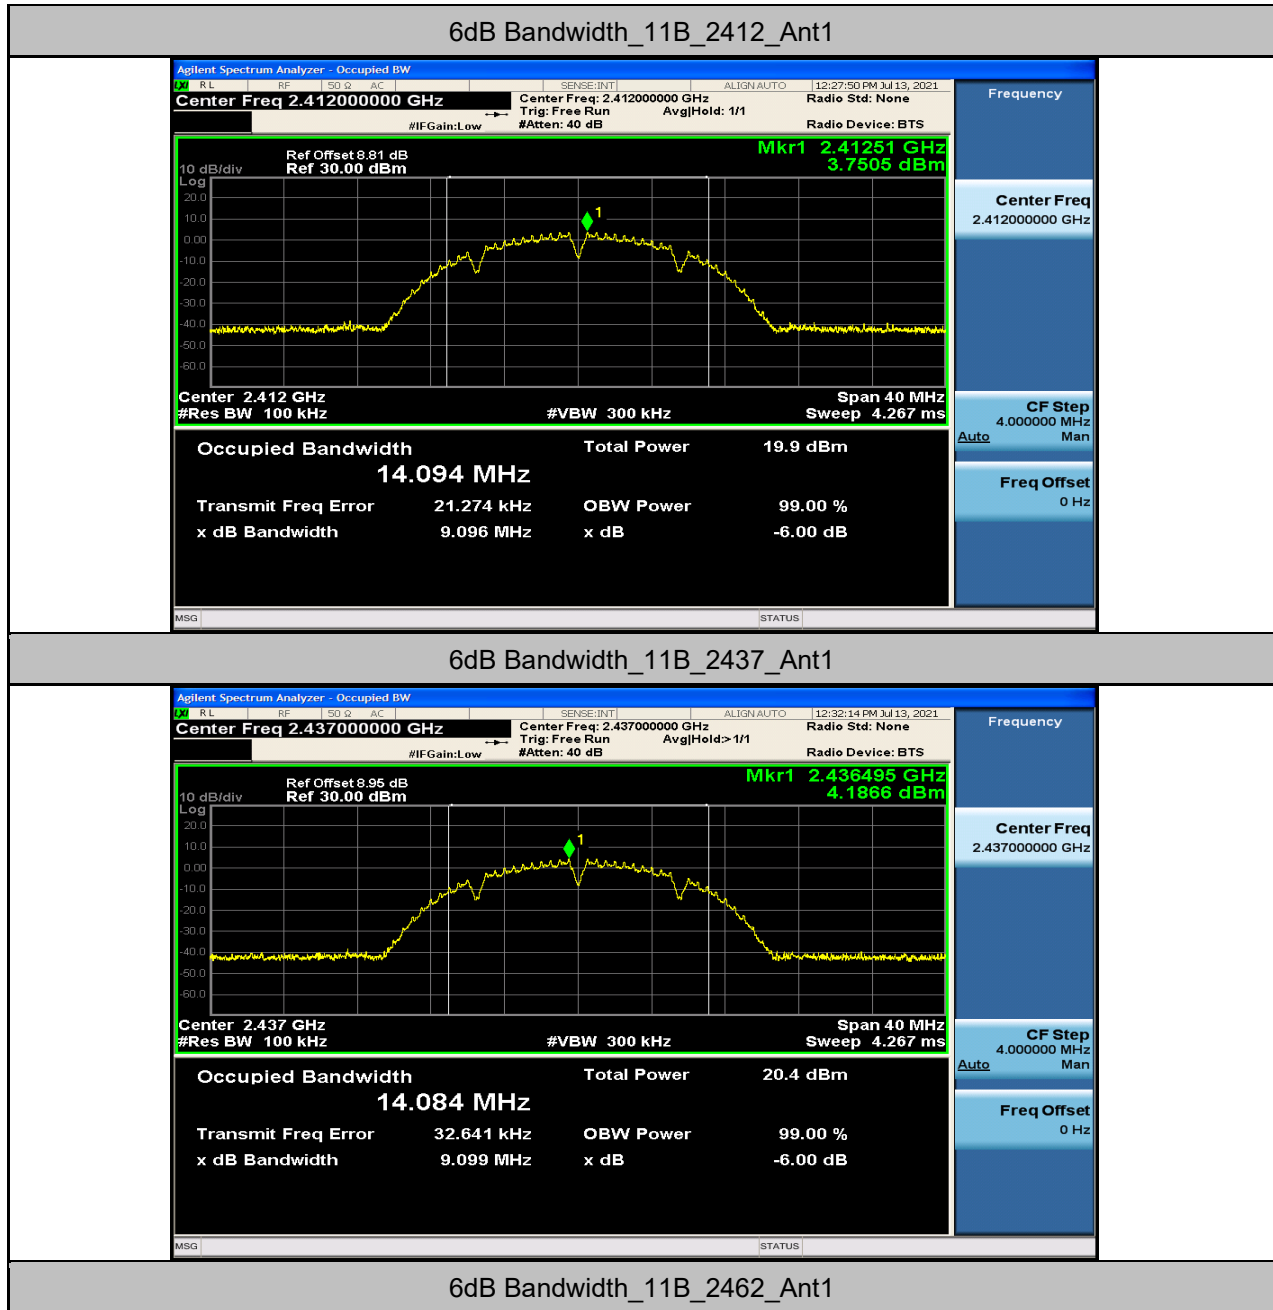 6dB Bandwidth_11B_2412_Ant1
Agilent Spectrum Analyzer - Occupied BW
LXI RL RF 50 Ω AC SENSE:INT ALIGN AUTO 12:27:50 PM Jul 13, 2021
Center Freq 2.412000000 GHz
Center Freq: 2.412000000 GHz
Radio Std: None
Trig: Free Run Avg|Hold: 1/1
#IFGain:Low #Atten: 40 dB Radio Device: BTS
Frequency
Mkr1 2.41251 GHz
3.7505 dBm
Ref Offset 8.81 dB
10 dB/div Ref 30.00 dBm
Log
20.0
10.0
0.00
-10.0
-20.0
-30.0
-40.0
-50.0
-60.0
1
Center 2.412 GHz Span 40 MHz
#Res BW 100 kHz #VBW 300 kHz Sweep 4.267 ms
Center Freq
2.412000000 GHz
CF Step
4.000000 MHz
Auto Man
Freq Offset
0 Hz
Occupied Bandwidth Total Power 19.9 dBm
14.094 MHz
Transmit Freq Error 21.274 kHz OBW Power 99.00 %
x dB Bandwidth 9.096 MHz x dB -6.00 dB
MSG STATUS
6dB Bandwidth_11B_2437_Ant1
Agilent Spectrum Analyzer - Occupied BW
LXI RL RF 50 Ω AC SENSE:INT ALIGN AUTO 12:32:14 PM Jul 13, 2021
Center Freq 2.437000000 GHz
Center Freq: 2.437000000 GHz
Radio Std: None
Trig: Free Run Avg|Hold:>1/1
#IFGain:Low #Atten: 40 dB Radio Device: BTS
Frequency
Mkr1 2.436495 GHz
4.1866 dBm
Ref Offset 8.95 dB
10 dB/div Ref 30.00 dBm
Log
20.0
10.0
0.00
-10.0
-20.0
-30.0
-40.0
-50.0
-60.0
1
Center 2.437 GHz Span 40 MHz
#Res BW 100 kHz #VBW 300 kHz Sweep 4.267 ms
Center Freq
2.437000000 GHz
CF Step
4.000000 MHz
Auto Man
Freq Offset
0 Hz
Occupied Bandwidth Total Power 20.4 dBm
14.084 MHz
Transmit Freq Error 32.641 kHz OBW Power 99.00 %
x dB Bandwidth 9.099 MHz x dB -6.00 dB
MSG STATUS
6dB Bandwidth_11B_2462_Ant1